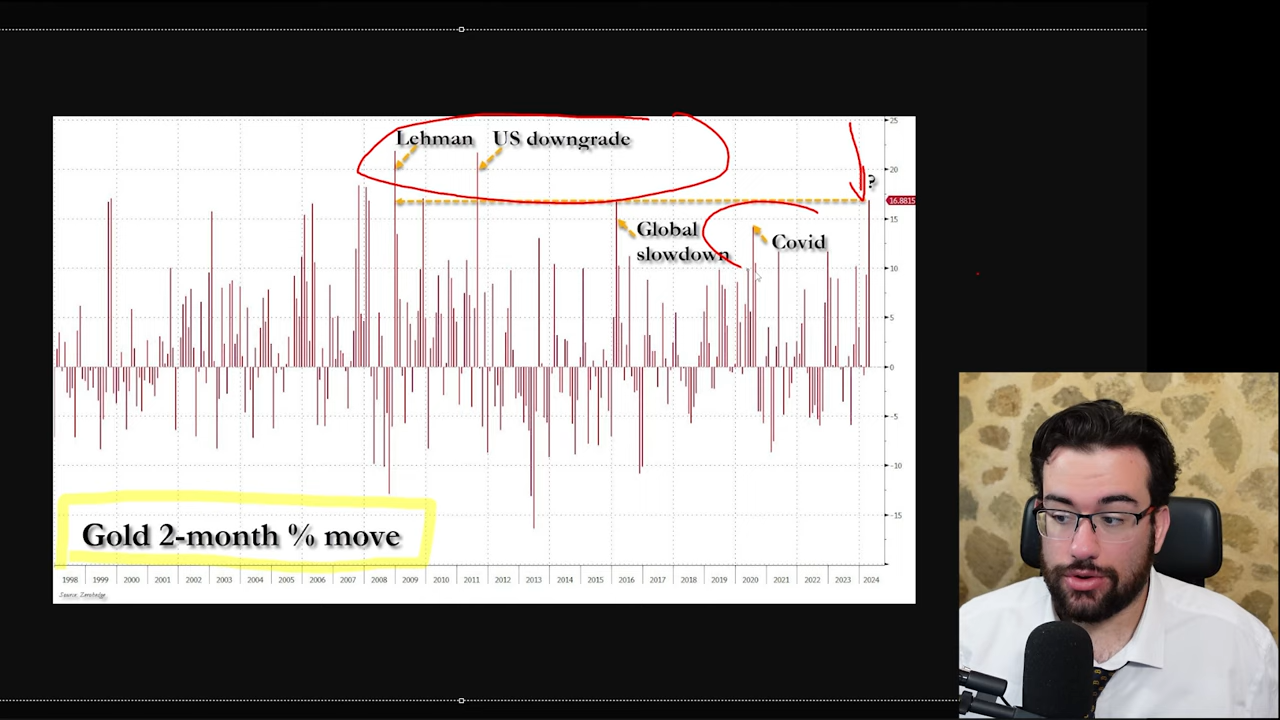 25
Lehman US downgrade
20
?
16.8815
15
Global
slowdown
Covid
10
5
0
-5
-10
-15
Gold 2-month % move
1998 1999 2000 2001 2002 2003 2004 2005 2006 2007 2008 2009 2010 2011 2012 2013 2014 2015 2016 2017 2018 2019 2020 2021 2022 2023 2024
Source: Zerohedge